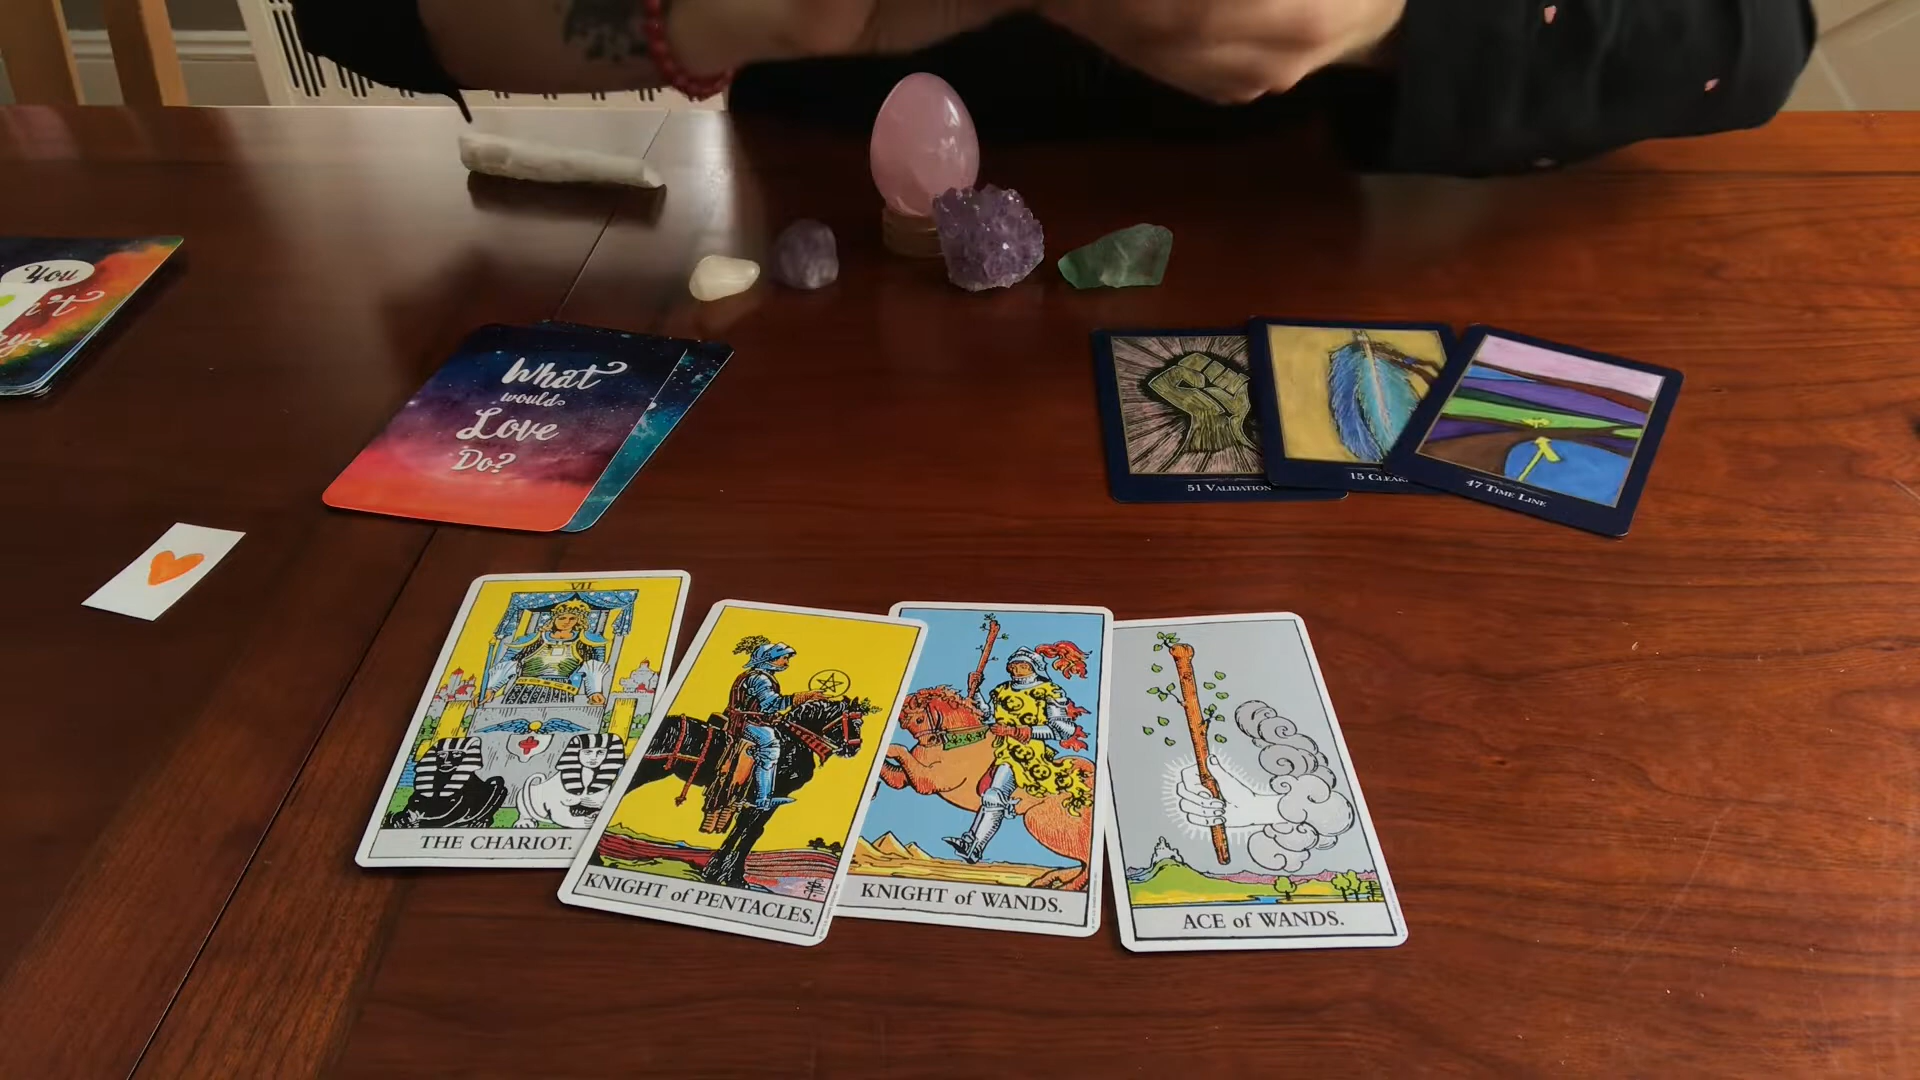 You
What
would
Love
Do?
51 VALIDATION
47 TIME LINE
VII
THE CHARIOT.
KNIGHT of PENTACLES.
KNIGHT of WANDS.
ACE of WANDS.